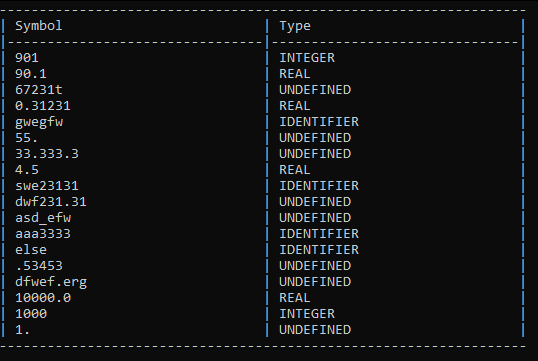 Symbol Type
901 INTEGER
90.1 REAL
67231t UNDEFINED
0.31231 REAL
gwegfw IDENTIFIER
55. UNDEFINED
33.333.3 UNDEFINED
4.5 REAL
swe23131 IDENTIFIER
dwf231.31 UNDEFINED
asd_efw UNDEFINED
aaa3333 IDENTIFIER
else IDENTIFIER
.53453 UNDEFINED
dfwef.erg UNDEFINED
10000.0 REAL
1000 INTEGER
1. UNDEFINED